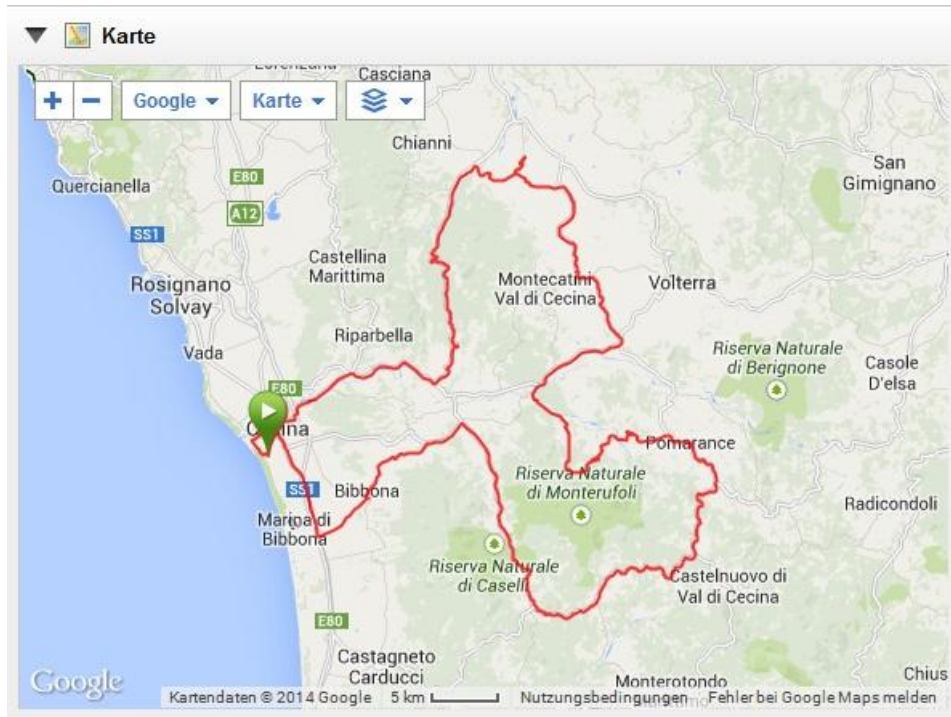 Karte
Casciana
+ − Google Karte
Chianni
San
Gimignano
Quercianella
E80
A12
SS1
Castellina
Marittima
Rosignano
Solvay
Montecatini
Val di Cecina
Volterra
Riparbella
Vada
Riserva Naturale
di Berignone
Casole
D'elsa
E80
Pomarance
Riserva Naturale
di Monterufoli
SS1
Bibbona
Radicondoli
Marina di
Bibbona
Riserva Naturale
di Caselli
Castelnuovo di
Val di Cecina
E80
Castagneto
Carducci
Monterotondo
Chius
Google
Kartendaten © 2014 Google 5 km Nutzungsbedingungen Fehler bei Google Maps melden